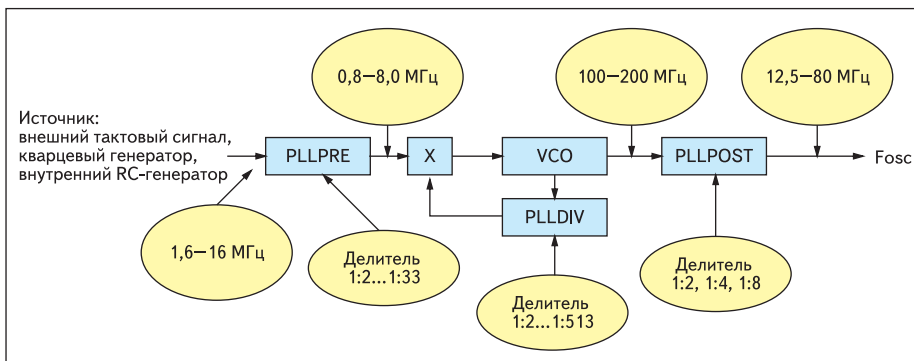 0,8—8,0 МГц
100—200 МГц
12,5—80 МГц
Источник:
внешний тактовый сигнал,
кварцевый генератор,
внутренний RC-генератор
PLLPRE
X
VCO
PLLPOST
Fosc
PLLDIV
1,6—16 МГц
Делитель
1:2...1:33
Делитель
1:2...1:513
Делитель
1:2, 1:4, 1:8